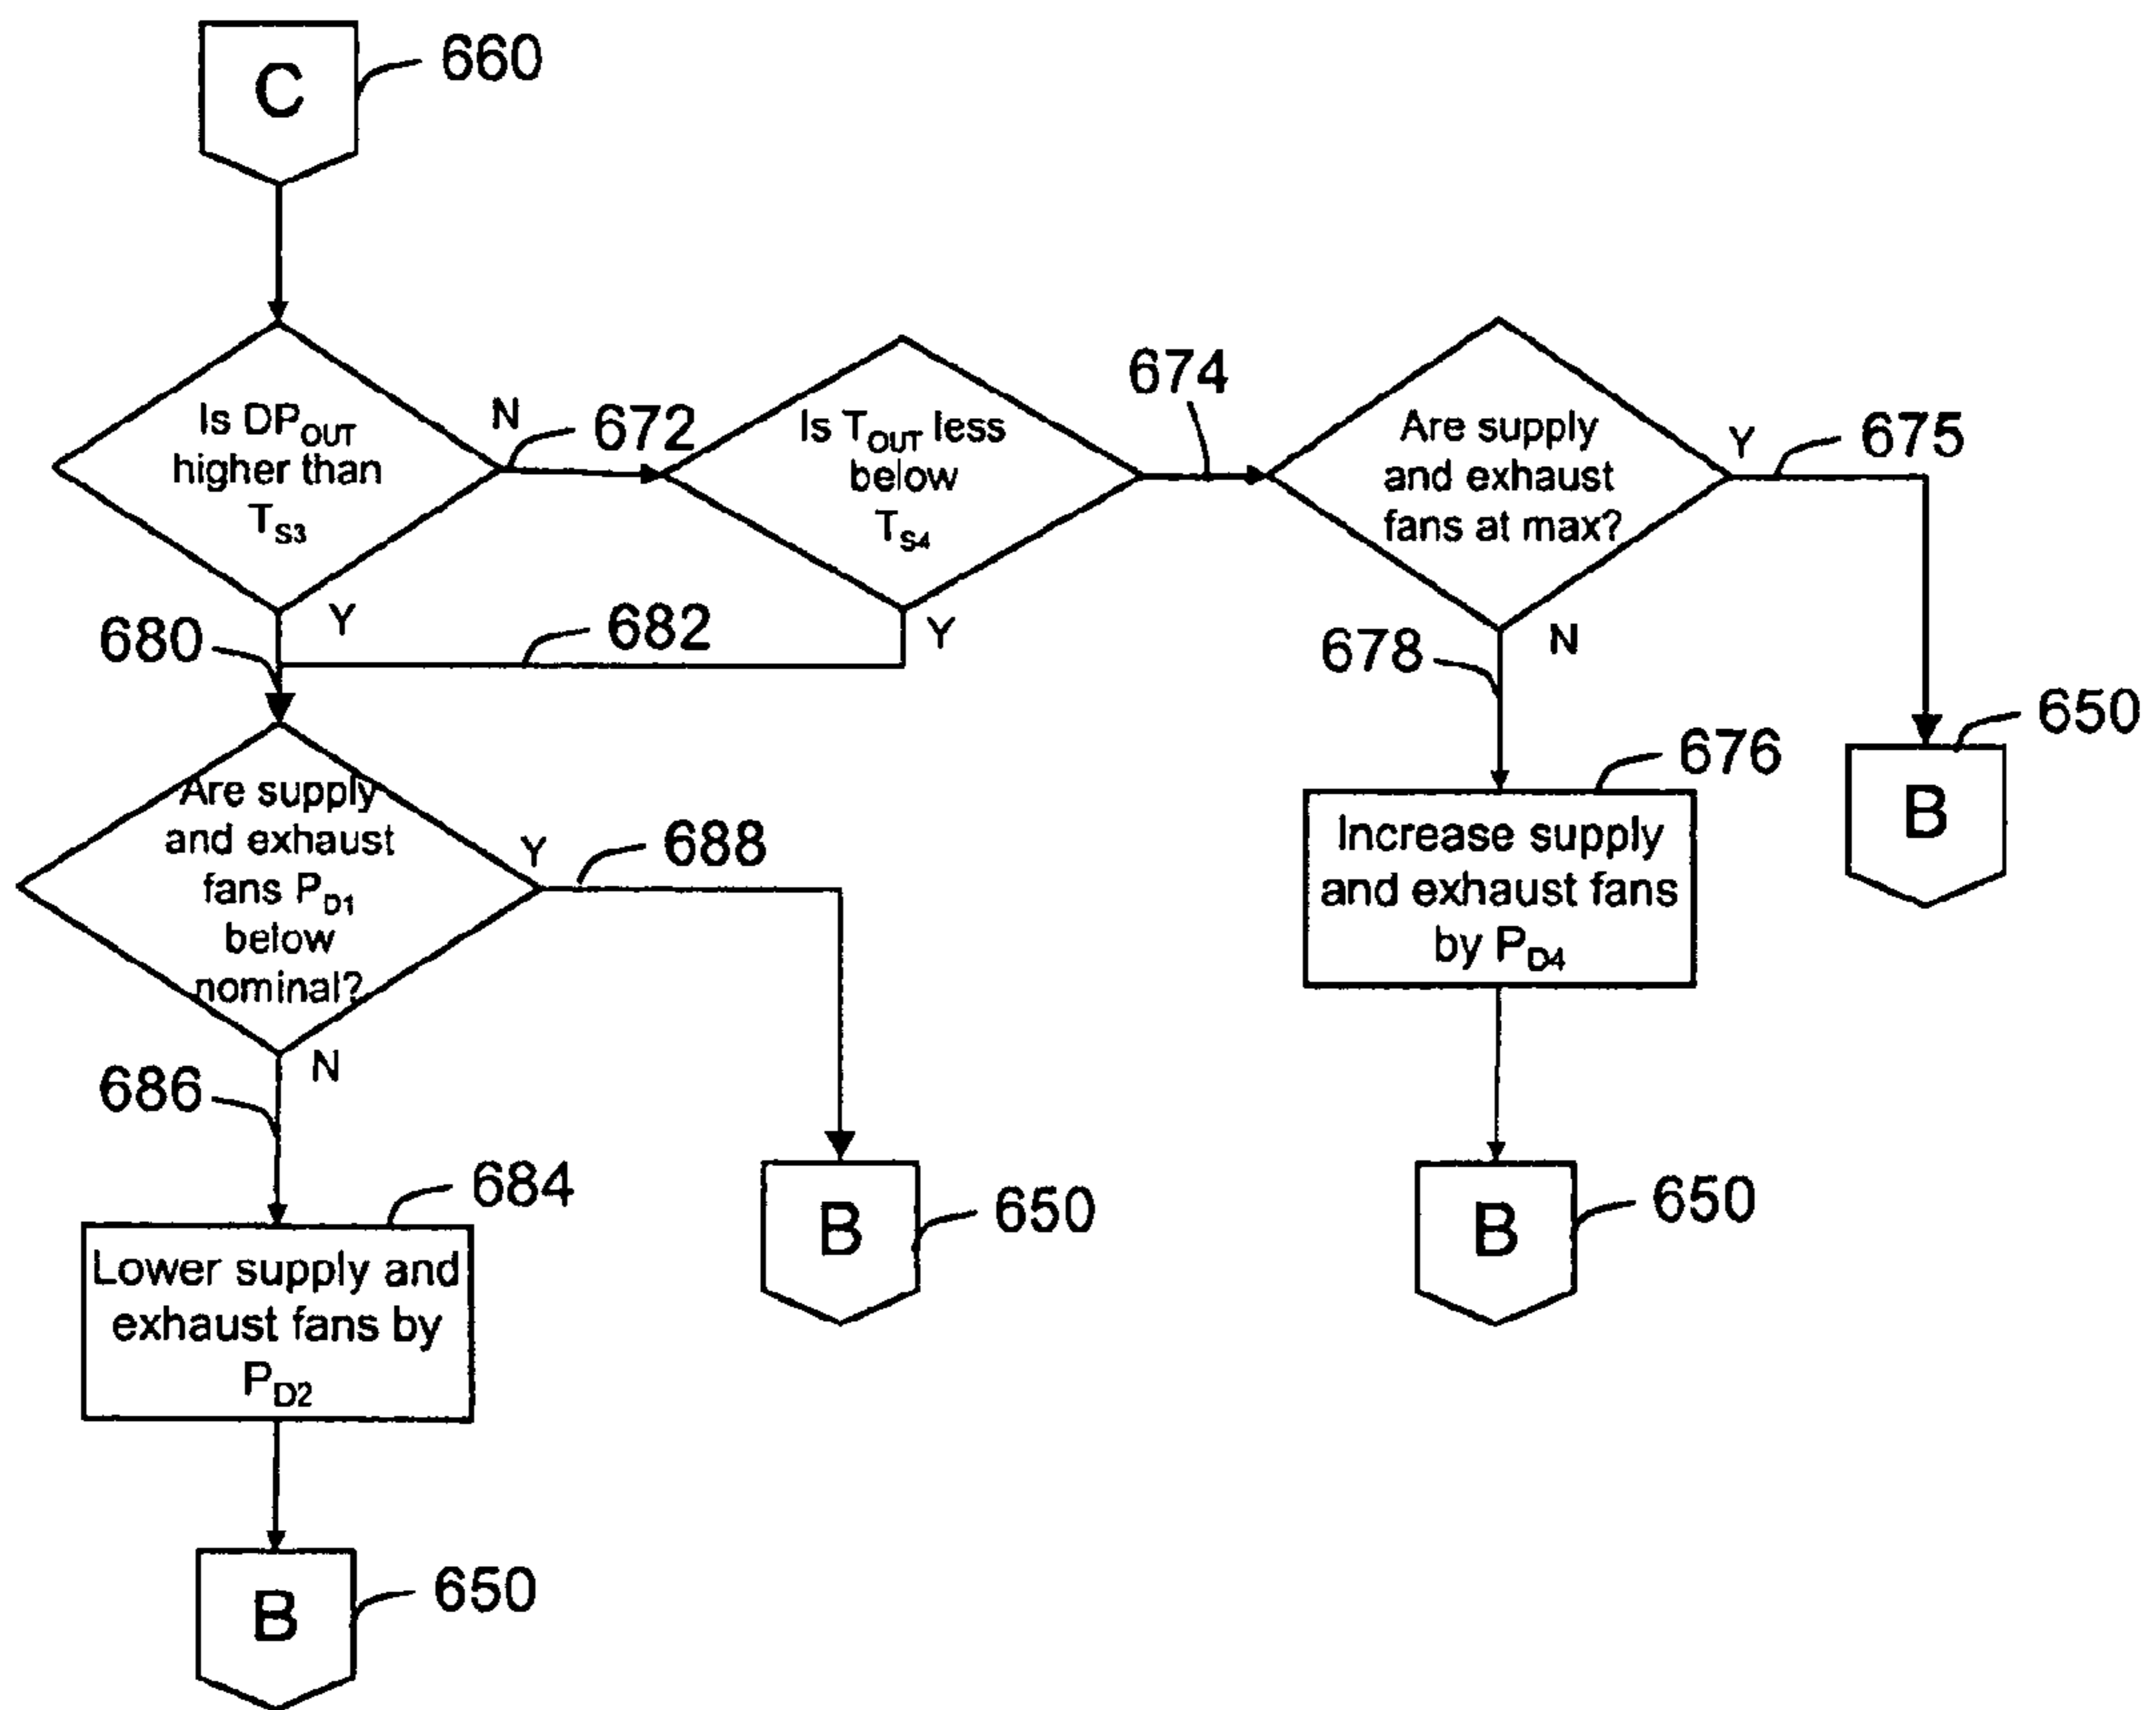 C
660
Is DP_OUT
higher than
T_S3
N
672
Y
Is T_OUT less
below
T_S4
674
Y
682
680
Are supply
and exhaust
fans at max?
Y
675
N
678
650
B
676
Increase supply
and exhaust fans
by P_D4
650
B
Are supply
and exhaust
fans P_D1
below
nominal?
Y
688
650
B
N
686
684
Lower supply and
exhaust fans by
P_D2
650
B